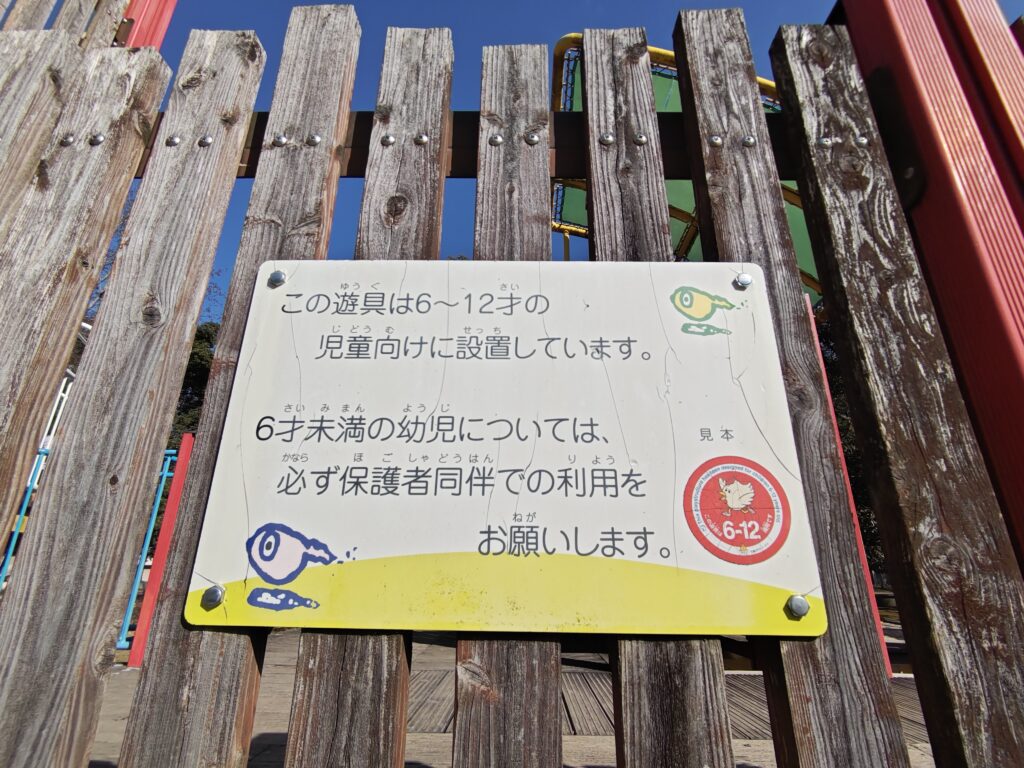 この遊具は6～12才の
児童向けに設置しています。
6才未満の幼児については、
必ず保護者同伴での利用を
お願いします。
見本
6-12